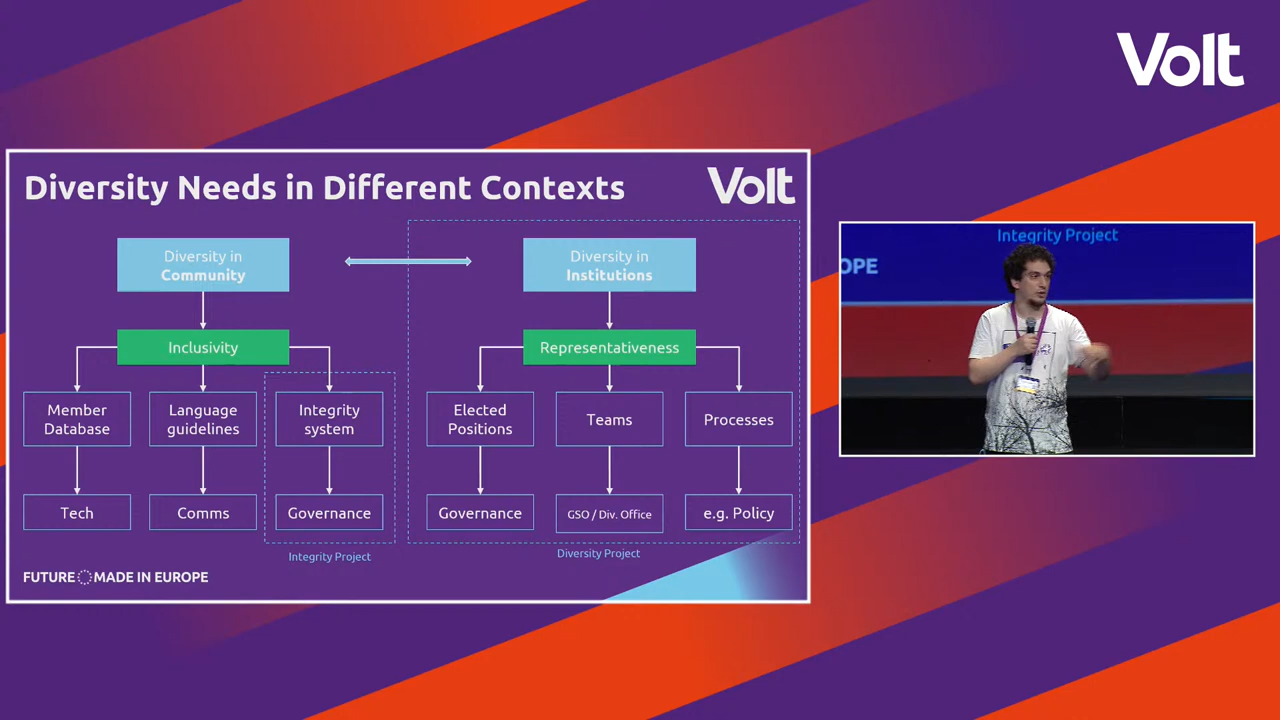 Volt
Diversity Needs in Different Contexts
Volt
Diversity in
Community
Diversity in
Institutions
Inclusivity
Representativeness
Member
Database
Language
guidelines
Integrity
system
Elected
Positions
Teams
Processes
Tech
Comms
Governance
Governance
GSO / Div. Office
e.g. Policy
Integrity Project
Diversity Project
FUTURE MADE IN EUROPE
Integrity Project
OPE